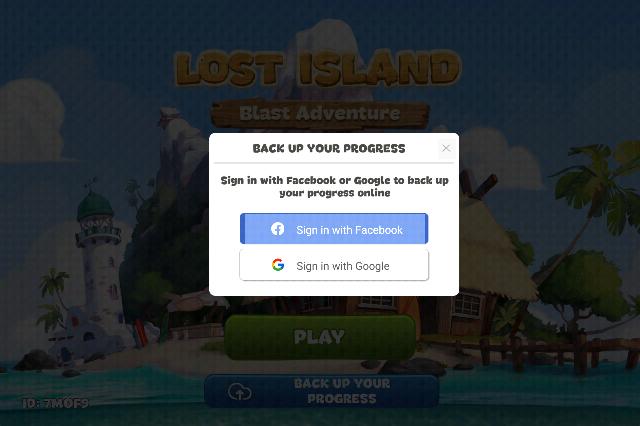 LOST ISLAND
Blast Adventure
BACK UP YOUR PROGRESS
Sign in with Facebook or Google to back up
your progress online
Sign in with Facebook
Sign in with Google
PLAY
BACK UP YOUR
PROGRESS
ID: 7MOF9